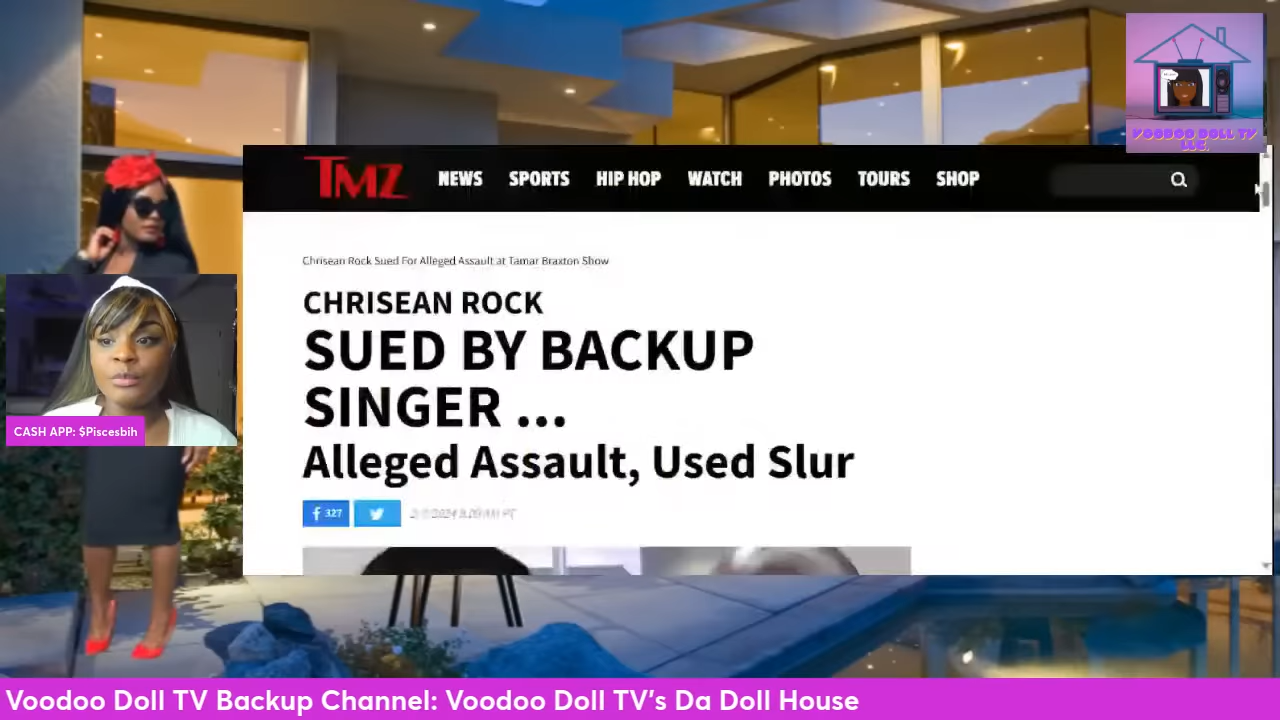 VOODOO DOLL TV
LLC.
TMZ NEWS SPORTS HIP HOP WATCH PHOTOS TOURS SHOP
Chrisean Rock Sued For Alleged Assault at Tamar Braxton Show
CHRISEAN ROCK
SUED BY BACKUP
SINGER ...
Alleged Assault, Used Slur
327
CASH APP: $Piscesbih
Voodoo Doll TV Backup Channel: Voodoo Doll TV's Da Doll House